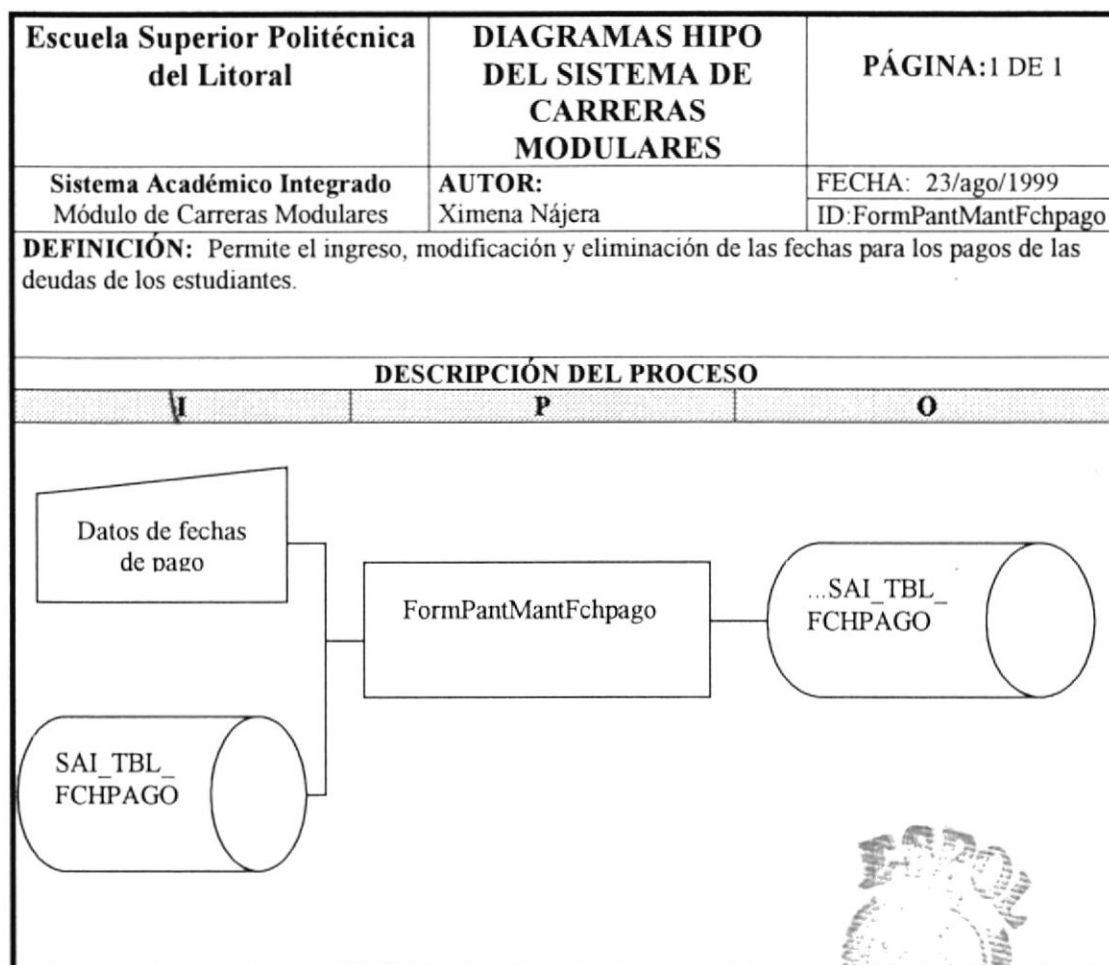 Escuela Superior Politécnica
del Litoral
DIAGRAMAS HIPO
DEL SISTEMA DE
CARRERAS
MODULARES
PÁGINA:1 DE 1
Sistema Académico Integrado
Módulo de Carreras Modulares
AUTOR:
Ximena Nájera
FECHA: 23/ago/1999
ID:FormPantMantFchpago
DEFINICIÓN: Permite el ingreso, modificación y eliminación de las fechas para los pagos de las
deudas de los estudiantes.
DESCRIPCIÓN DEL PROCESO
I P O
Datos de fechas
de pago
FormPantMantFchpago
...SAI_TBL_
FCHPAGO
SAI_TBL_
FCHPAGO